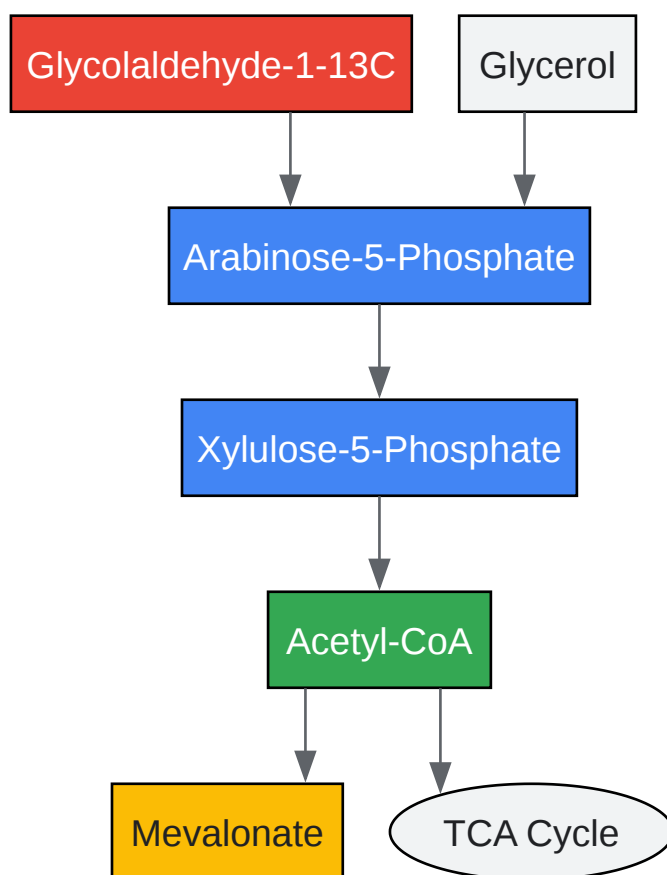 Glycolaldehyde-1-13C
Glycerol
Arabinose-5-Phosphate
Xylulose-5-Phosphate
Acetyl-CoA
Mevalonate
TCA Cycle